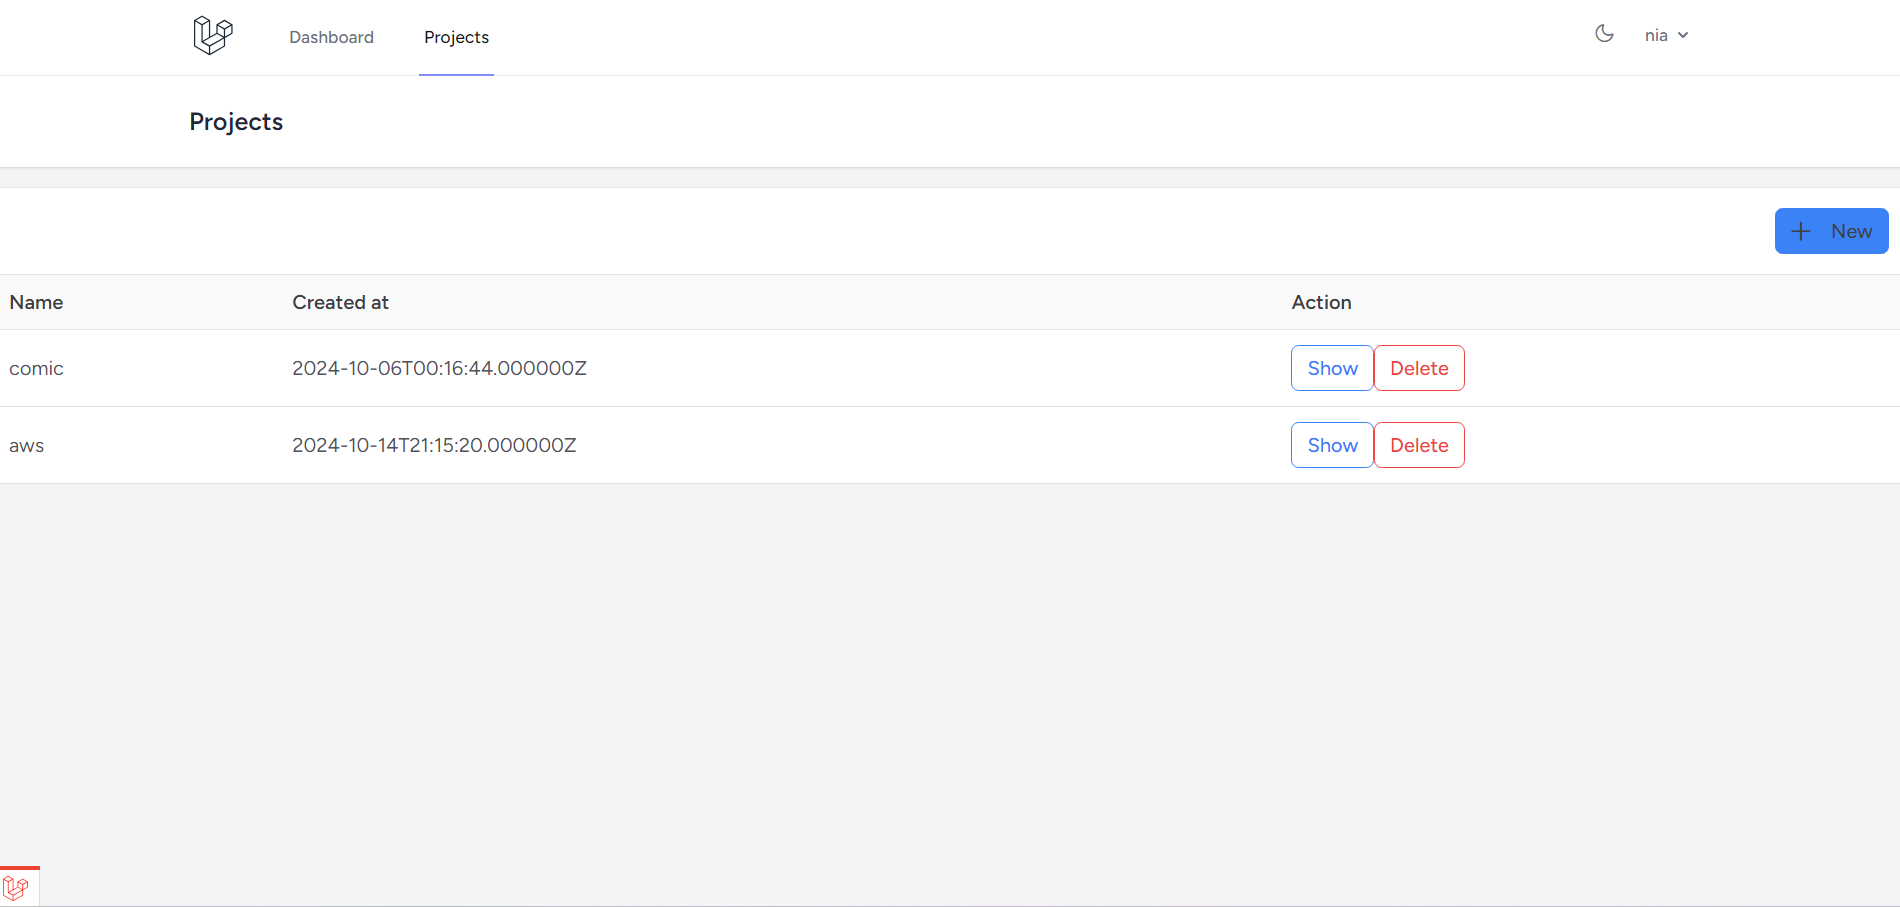 Dashboard Projects nia
Projects
New
Name Created at Action
comic 2024-10-06T00:16:44.000000Z Show Delete
aws 2024-10-14T21:15:20.000000Z Show Delete